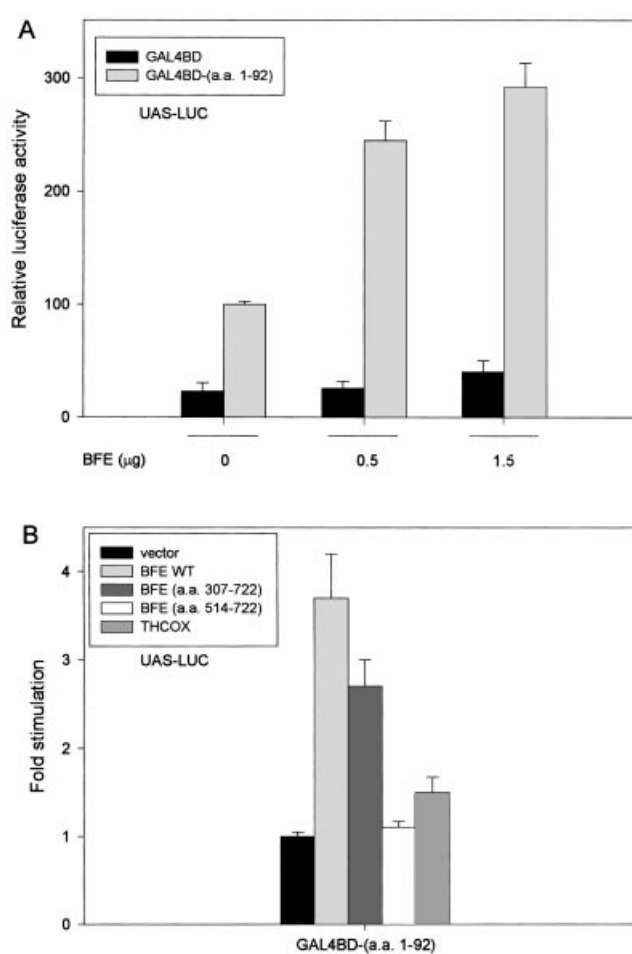 A
GAL4BD
GAL4BD-(a.a. 1-92)
UAS-LUC
Relative luciferase activity
300
200
100
0
BFE (μg)
0 0.5 1.5
B
vector
BFE WT
BFE (a.a. 307-722)
BFE (a.a. 514-722)
THCOX
UAS-LUC
Fold stimulation
4
3
2
1
0
GAL4BD-(a.a. 1-92)